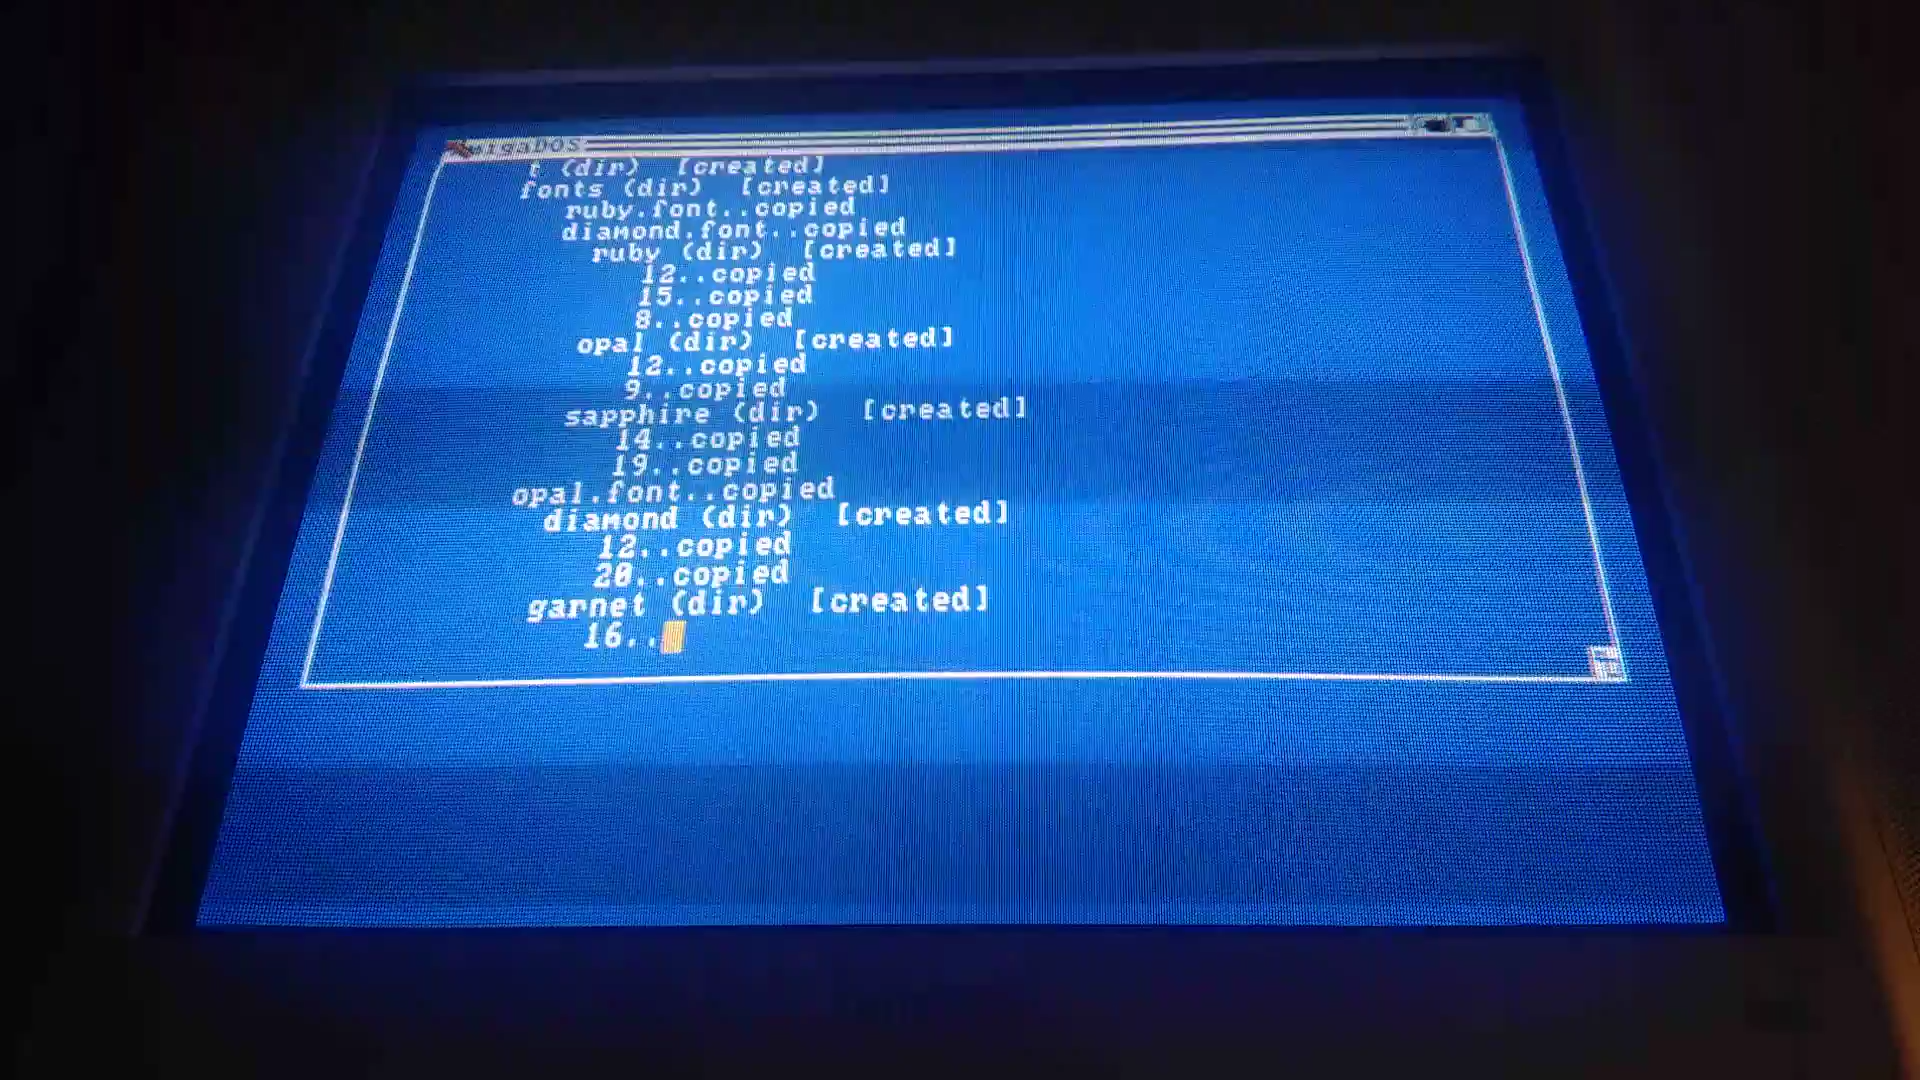 AmigaDOS
t (dir) [created]
fonts (dir) [created]
ruby.font..copied
diamond.font..copied
ruby (dir) [created]
12..copied
15..copied
8..copied
opal (dir) [created]
12..copied
9..copied
sapphire (dir) [created]
14..copied
19..copied
opal.font..copied
diamond (dir) [created]
12..copied
20..copied
garnet (dir) [created]
16..